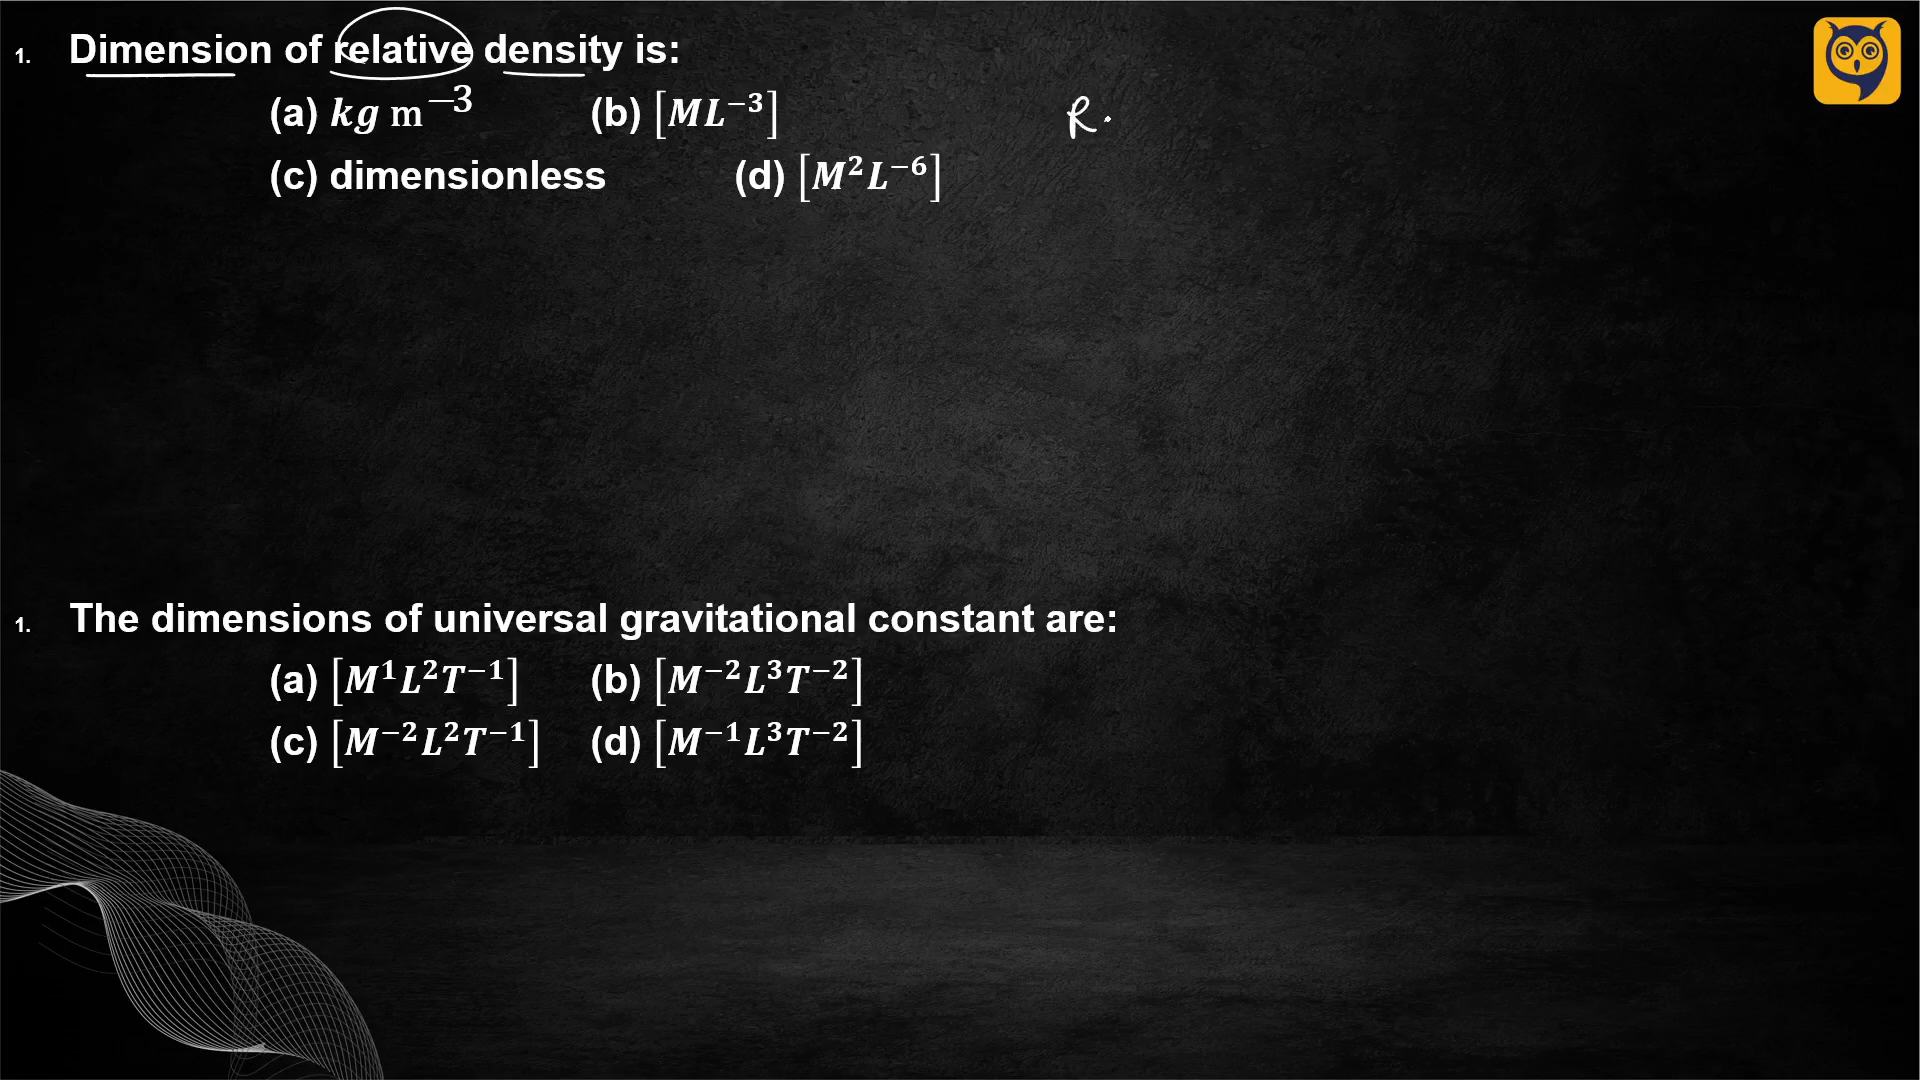 1. Dimension of relative density is:
(a) kg m⁻³ (b) [ML⁻³]
R.
(c) dimensionless (d) [M²L⁻⁶]
1. The dimensions of universal gravitational constant are:
(a) [M¹L²T⁻¹] (b) [M⁻²L³T⁻²]
(c) [M⁻²L²T⁻¹] (d) [M⁻¹L³T⁻²]